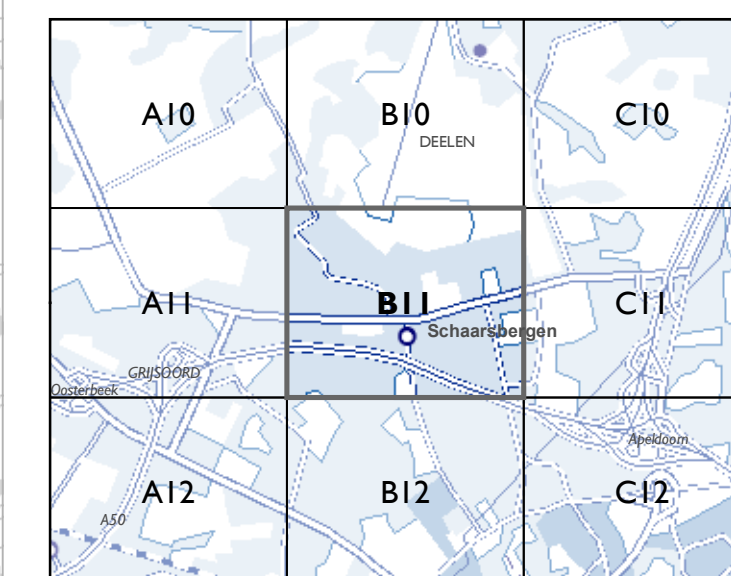 A10
B10
C10
DEELEN
A11
B11
C11
Schaarsbergen
GRIJSOORD
Oosterbeek
Apeldoorn
A12
B12
C12
A50